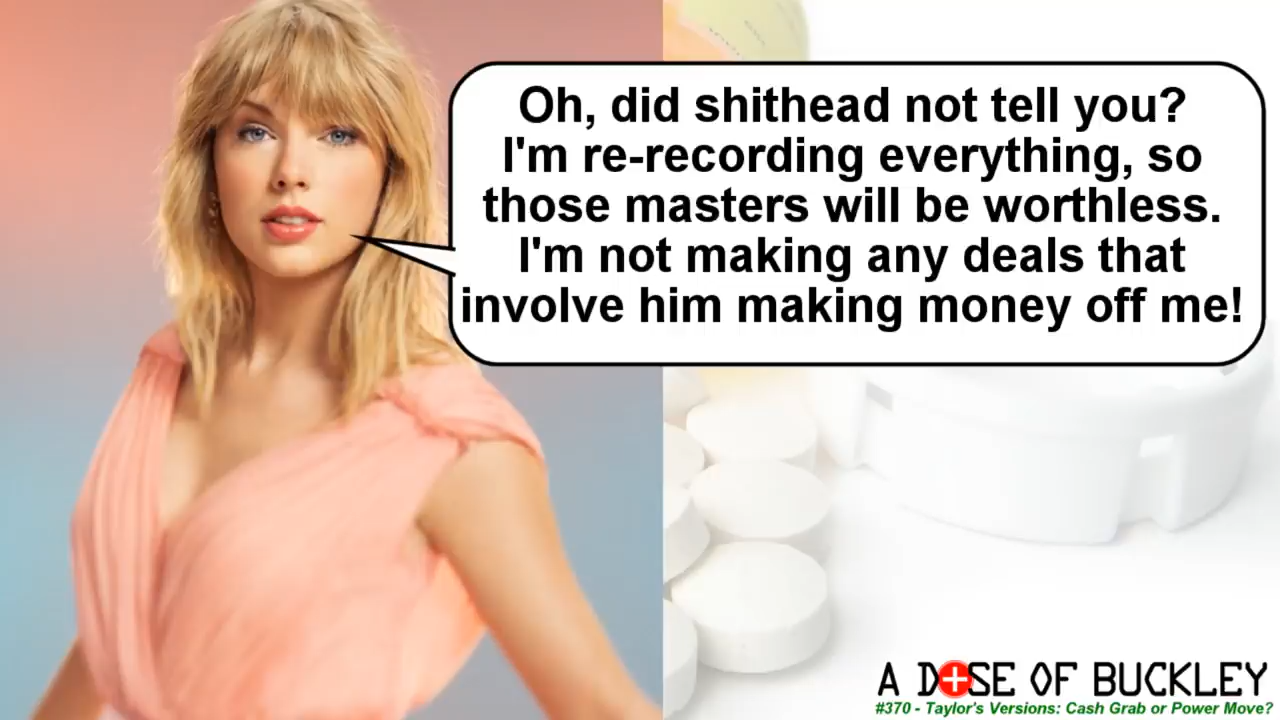 Oh, did shithead not tell you?
I'm re-recording everything, so
those masters will be worthless.
I'm not making any deals that
involve him making money off me!
A DOSE OF BUCKLEY
#370 - Taylor's Versions: Cash Grab or Power Move?